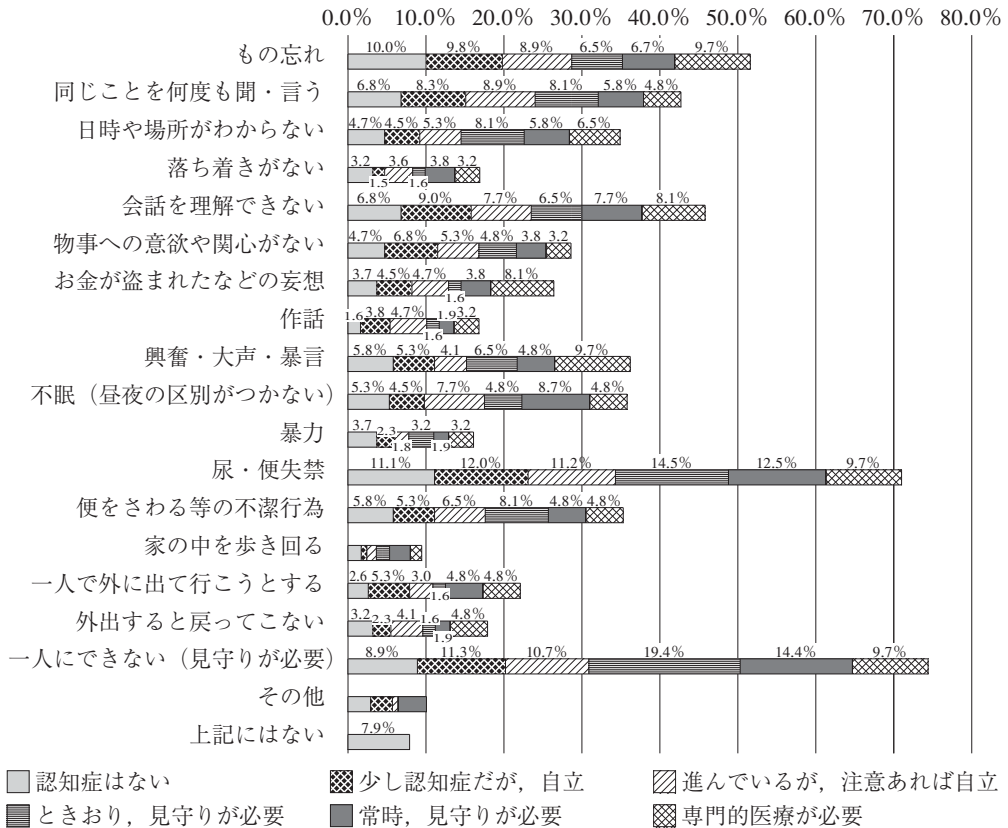 0.0% 10.0% 20.0% 30.0% 40.0% 50.0% 60.0% 70.0% 80.0%
もの忘れ 10.0% 9.8% 8.9% 6.5% 6.7% 9.7%
同じことを何度も聞・言う 6.8% 8.3% 8.9% 8.1% 5.8% 4.8%
日時や場所がわからない 4.7% 4.5% 5.3% 8.1% 5.8% 6.5%
落ち着きがない 3.2 1.5 3.6 1.6 3.8 3.2
会話を理解できない 6.8% 9.0% 7.7% 6.5% 7.7% 8.1%
物事への意欲や関心がない 4.7% 6.8% 5.3% 4.8% 3.8 3.2
お金が盗まれたなどの妄想 3.7 4.5% 4.7% 1.6 3.8 8.1%
作話 1.6 3.8 4.7% 1.6 1.9 3.2
興奮・大声・暴言 5.8% 5.3% 4.1 6.5% 4.8% 9.7%
不眠（昼夜の区別がつかない） 5.3% 4.5% 7.7% 4.8% 8.7% 4.8%
暴力 3.7 2.3 1.8 3.2 1.9 3.2
尿・便失禁 11.1% 12.0% 11.2% 14.5% 12.5% 9.7%
便をさわる等の不潔行為 5.8% 5.3% 6.5% 8.1% 4.8% 4.8%
家の中を歩き回る
一人で外に出て行こうとする 2.6 5.3% 3.0 1.6 4.8% 4.8%
外出すると戻ってこない 3.2 2.3 4.1 1.6 1.9 4.8%
一人にできない（見守りが必要） 8.9% 11.3% 10.7% 19.4% 14.4% 9.7%
その他
上記にはない 7.9%
認知症はない 少し認知症だが，自立 進んでいるが，注意あれば自立
ときおり，見守りが必要 常時，見守りが必要 専門的医療が必要